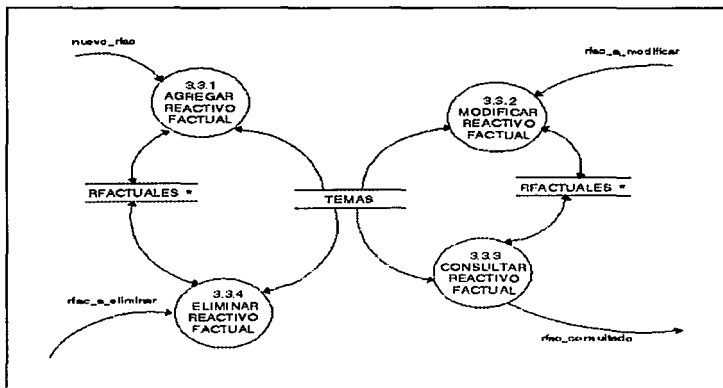 nuevo_rfac
rfac_a_modificar
3.3.1
AGREGAR
REACTIVO
FACTUAL
3.3.2
MODIFICAR
REACTIVO
FACTUAL
RFACTUALES *
TEMAS
RFACTUALES *
3.3.3
CONSULTAR
REACTIVO
FACTUAL
3.3.4
ELIMINAR
REACTIVO
FACTUAL
rfac_a_eliminar
rfac_consultado